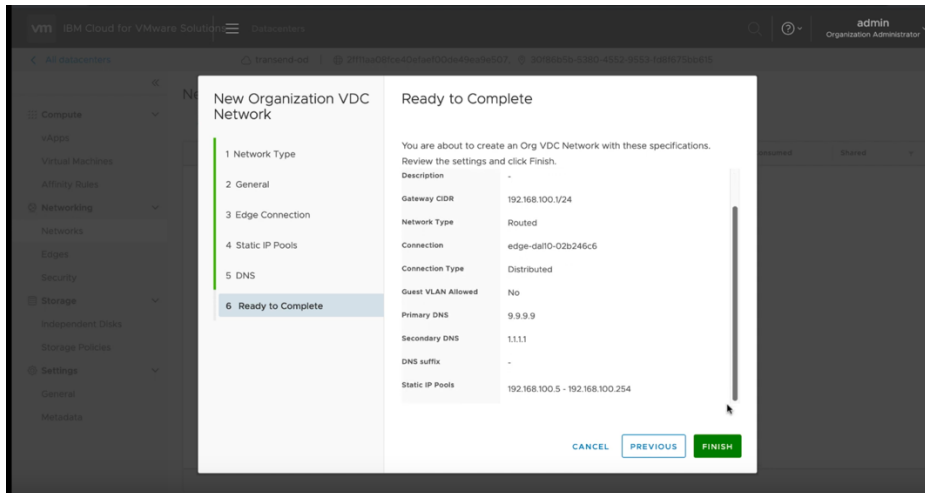 vm IBM Cloud for VMware Solutions Datacenters
admin
Organization Administrator
All datacenters
New Organization VDC
Network
1 Network Type
2 General
3 Edge Connection
4 Static IP Pools
5 DNS
6 Ready to Complete
Ready to Complete
You are about to create an Org VDC Network with these specifications.
Review the settings and click Finish.
Description -
Gateway CIDR 192.168.100.1/24
Network Type Routed
Connection edge-dal10-02b246c6
Connection Type Distributed
Guest VLAN Allowed No
Primary DNS 9.9.9.9
Secondary DNS 1.1.1.1
DNS suffix -
Static IP Pools 192.168.100.5 - 192.168.100.254
CANCEL PREVIOUS FINISH
Compute
vApps
Virtual Machines
Affinity Rules
Networking
Networks
Edges
Security
Storage
Independent Disks
Storage Policies
Settings
General
Metadata
Shared